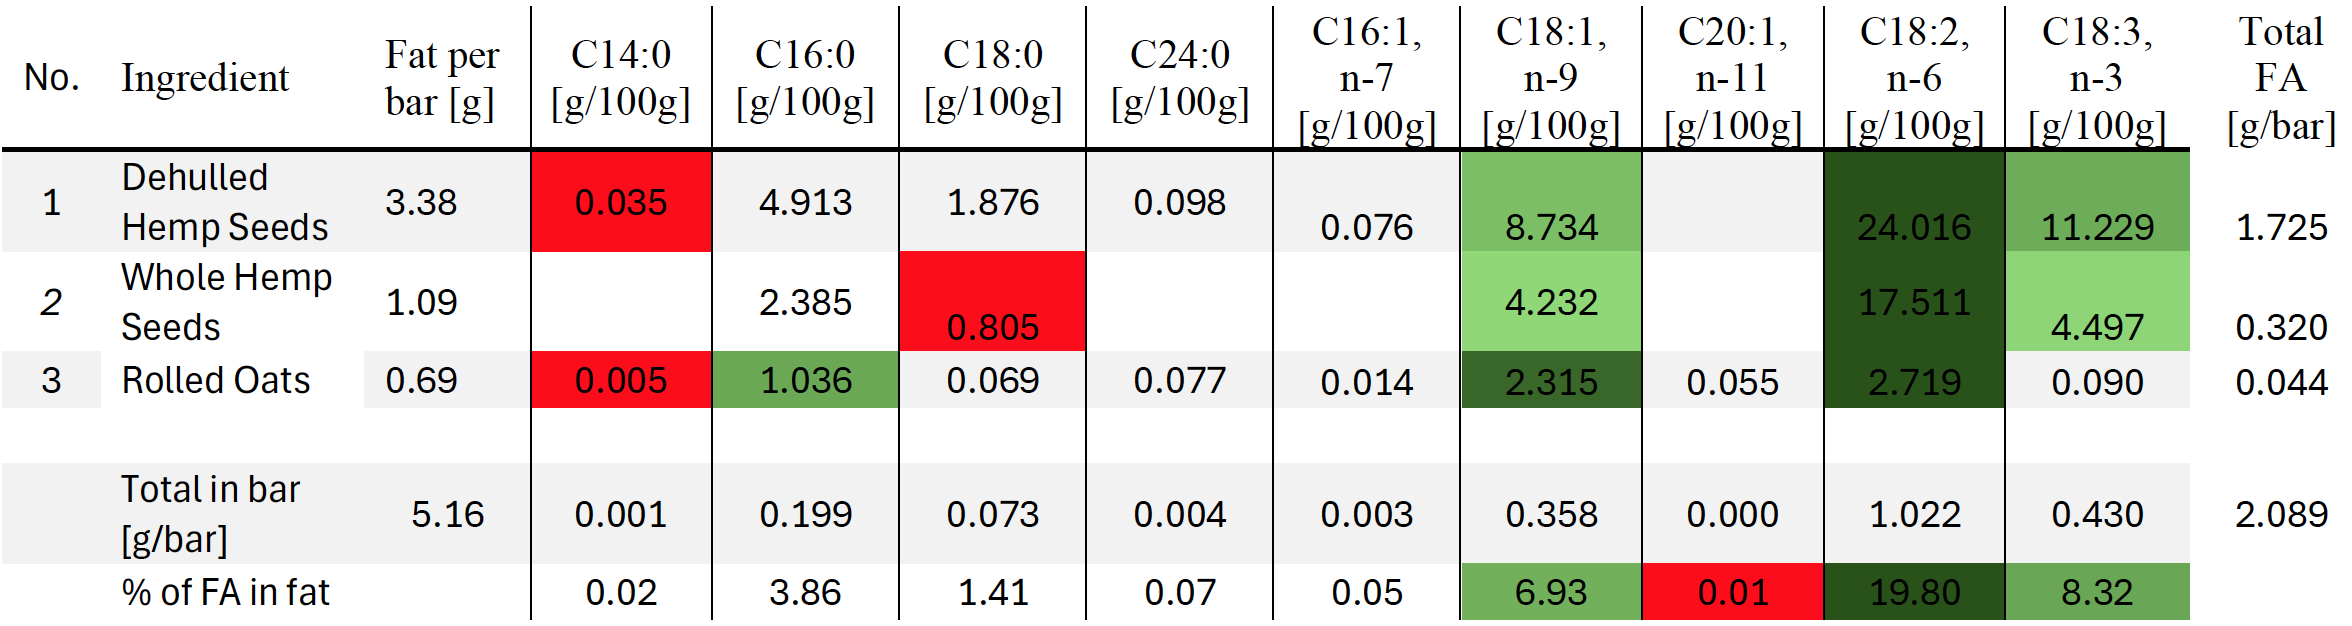 No. Ingredient Fat per bar [g] C14:0 [g/100g] C16:0 [g/100g] C18:0 [g/100g] C24:0 [g/100g] C16:1, n-7 [g/100g] C18:1, n-9 [g/100g] C20:1, n-11 [g/100g] C18:2, n-6 [g/100g] C18:3, n-3 [g/100g] Total FA [g/bar]
1 Dehulled Hemp Seeds 3.38 0.035 4.913 1.876 0.098 0.076 8.734 24.016 11.229 1.725
2 Whole Hemp Seeds 1.09 2.385 0.805 4.232 17.511 4.497 0.320
3 Rolled Oats 0.69 0.005 1.036 0.069 0.077 0.014 2.315 0.055 2.719 0.090 0.044
Total in bar [g/bar] 5.16 0.001 0.199 0.073 0.004 0.003 0.358 0.000 1.022 0.430 2.089
% of FA in fat 0.02 3.86 1.41 0.07 0.05 6.93 0.01 19.80 8.32